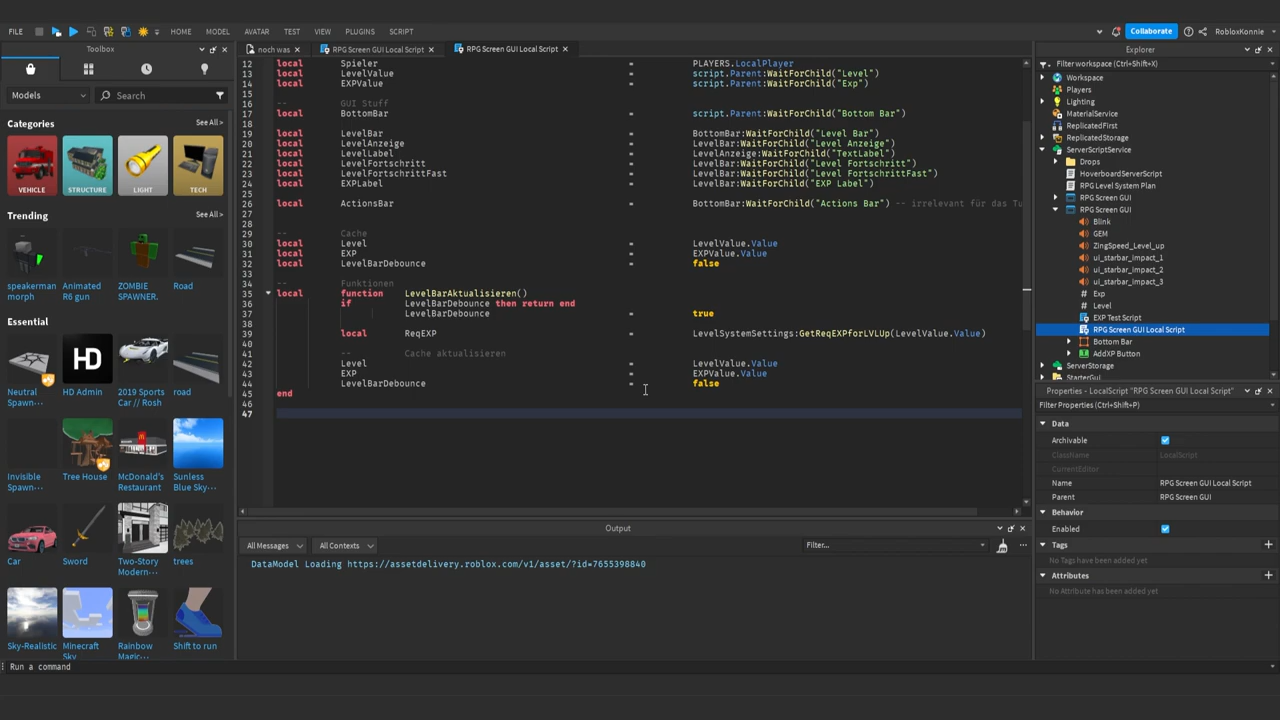 FILE HOME MODEL AVATAR TEST VIEW PLUGINS SCRIPT Collaborate RobloxKonnie
Toolbox
Models
Search
Categories
See All >
VEHICLE STRUCTURE LIGHT TECH
Trending
See All >
speakerman morph
Animated R6 gun
ZOMBIE SPAWNER.
Road
Essential
Neutral Spawn···
HD Admin
2019 Sports Car // Rosh
road
Invisible Spawn···
Tree House
McDonald's Restaurant
Sunless Blue Sky···
Car
Sword
Two-Story Modern···
trees
Sky-Realistic
Minecraft Sky
Rainbow Magic···
Shift to run
noch was
RPG Screen GUI Local Script
RPG Screen GUI Local Script
12 local Spieler = PLAYERS.LocalPlayer
13 local LevelValue = script.Parent:WaitForChild("Level")
14 local EXPValue = script.Parent:WaitForChild("Exp")
15
16 -- GUI Stuff
17 local BottomBar = script.Parent:WaitForChild("Bottom Bar")
18
19 local LevelBar = BottomBar:WaitForChild("Level Bar")
20 local LevelAnzeige = LevelBar:WaitForChild("Level Anzeige")
21 local LevelLabel = LevelAnzeige:WaitForChild("TextLabel")
22 local LevelFortschritt = LevelBar:WaitForChild("Level Fortschritt")
23 local LevelFortschrittFast = LevelBar:WaitForChild("Level FortschrittFast")
24 local EXPLabel = LevelBar:WaitForChild("EXP Label")
25
26 local ActionsBar = BottomBar:WaitForChild("Actions Bar") -- irrelevant für das Tu
27
28
29 -- Cache
30 local Level = LevelValue.Value
31 local EXP = EXPValue.Value
32 local LevelBarDebounce = false
33
34 -- Funktionen
35 local function LevelBarAktualisieren()
36 if LevelBarDebounce then return end
37 LevelBarDebounce = true
38
39 local ReqEXP = LevelSystemSettings:GetReqEXPforLVLUp(LevelValue.Value)
40
41 -- Cache aktualisieren
42 Level = LevelValue.Value
43 EXP = EXPValue.Value
44 LevelBarDebounce = false
45 end
46
47
Output
All Messages
All Contexts
Filter...
DataModel Loading https://assetdelivery.roblox.com/v1/asset/?id=7655398840
Run a command
Explorer
Filter workspace (Ctrl+Shift+X)
Workspace
Players
Lighting
MaterialService
ReplicatedFirst
ReplicatedStorage
ServerScriptService
Drops
HoverboardServerScript
RPG Level System Plan
RPG Screen GUI
RPG Screen GUI
Blink
GEM
ZingSpeed_Level_up
ui_starbar_impact_1
ui_starbar_impact_2
ui_starbar_impact_3
Exp
Level
EXP Test Script
RPG Screen GUI Local Script
Bottom Bar
AddXP Button
ServerStorage
StarterGui
Properties - LocalScript "RPG Screen GUI Local Script"
Filter Properties (Ctrl+Shift+P)
Data
Archivable
ClassName LocalScript
CurrentEditor
Name RPG Screen GUI Local Script
Parent RPG Screen GUI
Behavior
Enabled
Tags
No Tags have been added yet
Attributes
No Attribute has been added yet